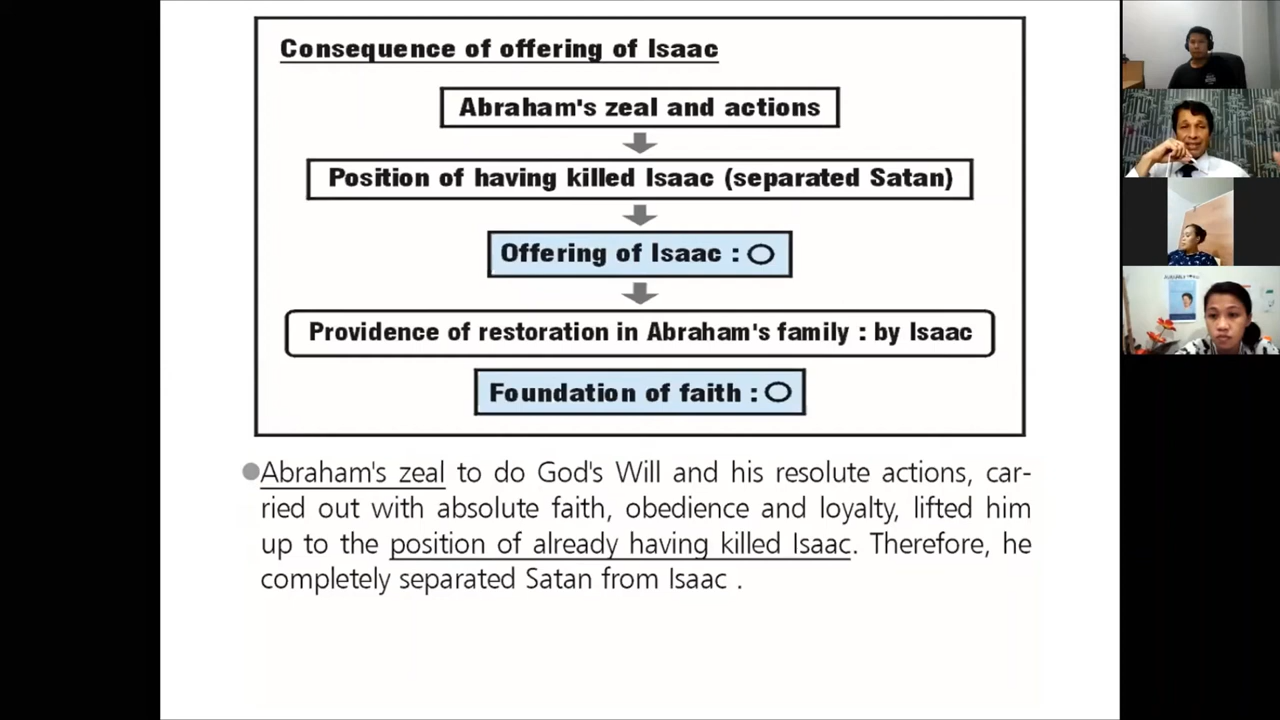 Consequence of offering of Isaac
Abraham's zeal and actions
Position of having killed Isaac (separated Satan)
Offering of Isaac : ○
Providence of restoration in Abraham's family : by Isaac
Foundation of faith : ○
●Abraham's zeal to do God's Will and his resolute actions, car-
ried out with absolute faith, obedience and loyalty, lifted him
up to the position of already having killed Isaac. Therefore, he
completely separated Satan from Isaac .